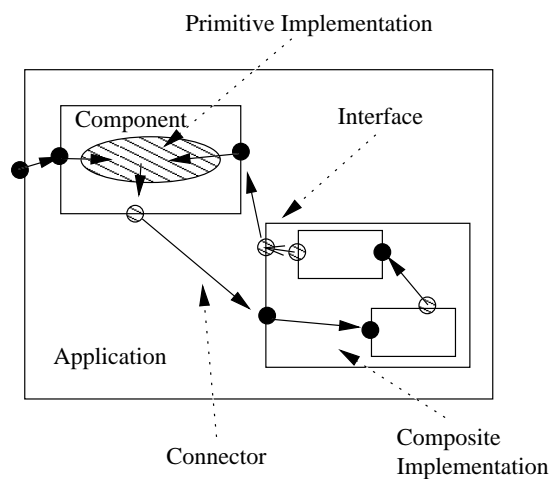 Primitive Implementation
Component
Interface
Application
Connector
Composite
Implementation